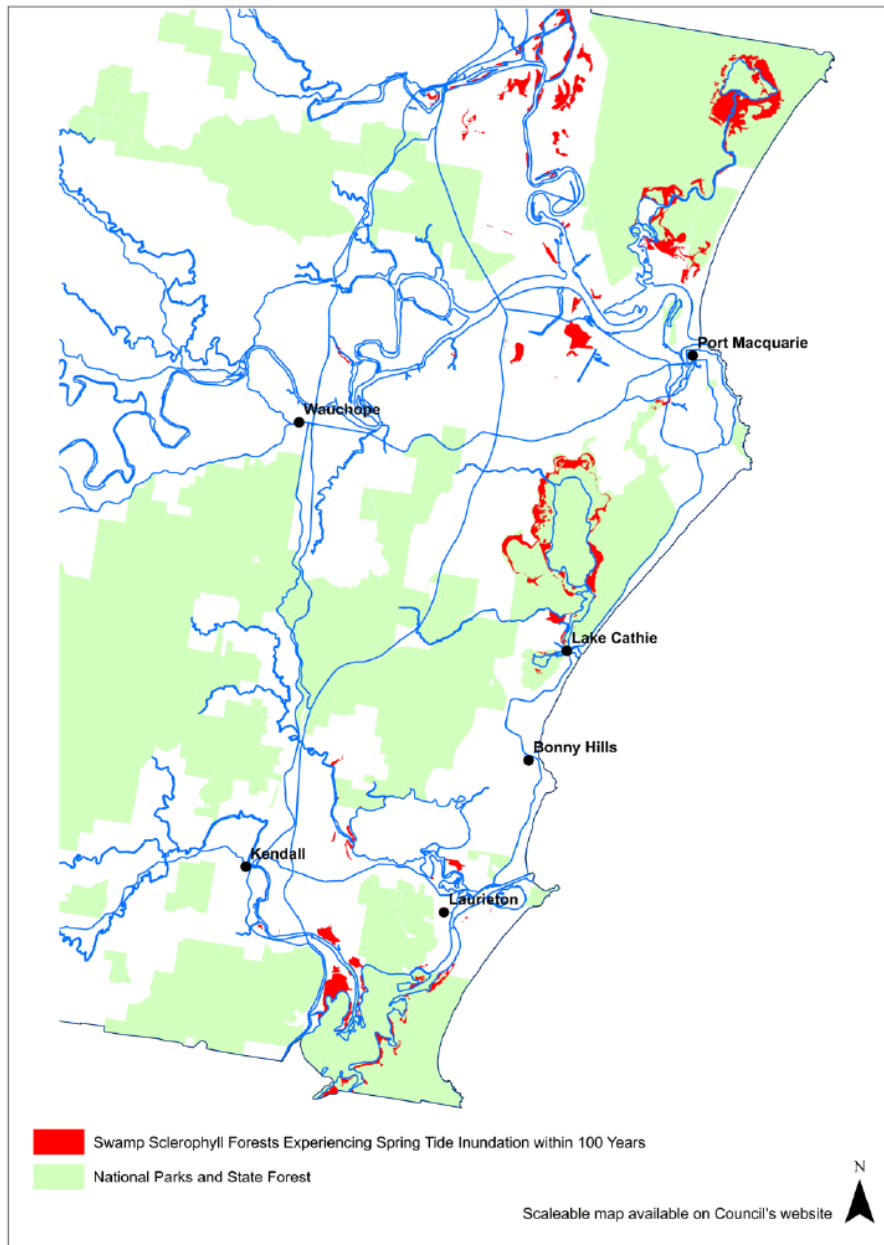 Port Macquarie
Wauchope
Lake Cathie
Bonny Hills
Kendall
Laurieton
Swamp Sclerophyll Forests Experiencing Spring Tide Inundation within 100 Years
National Parks and State Forest
N
Scaleable map available on Council's website